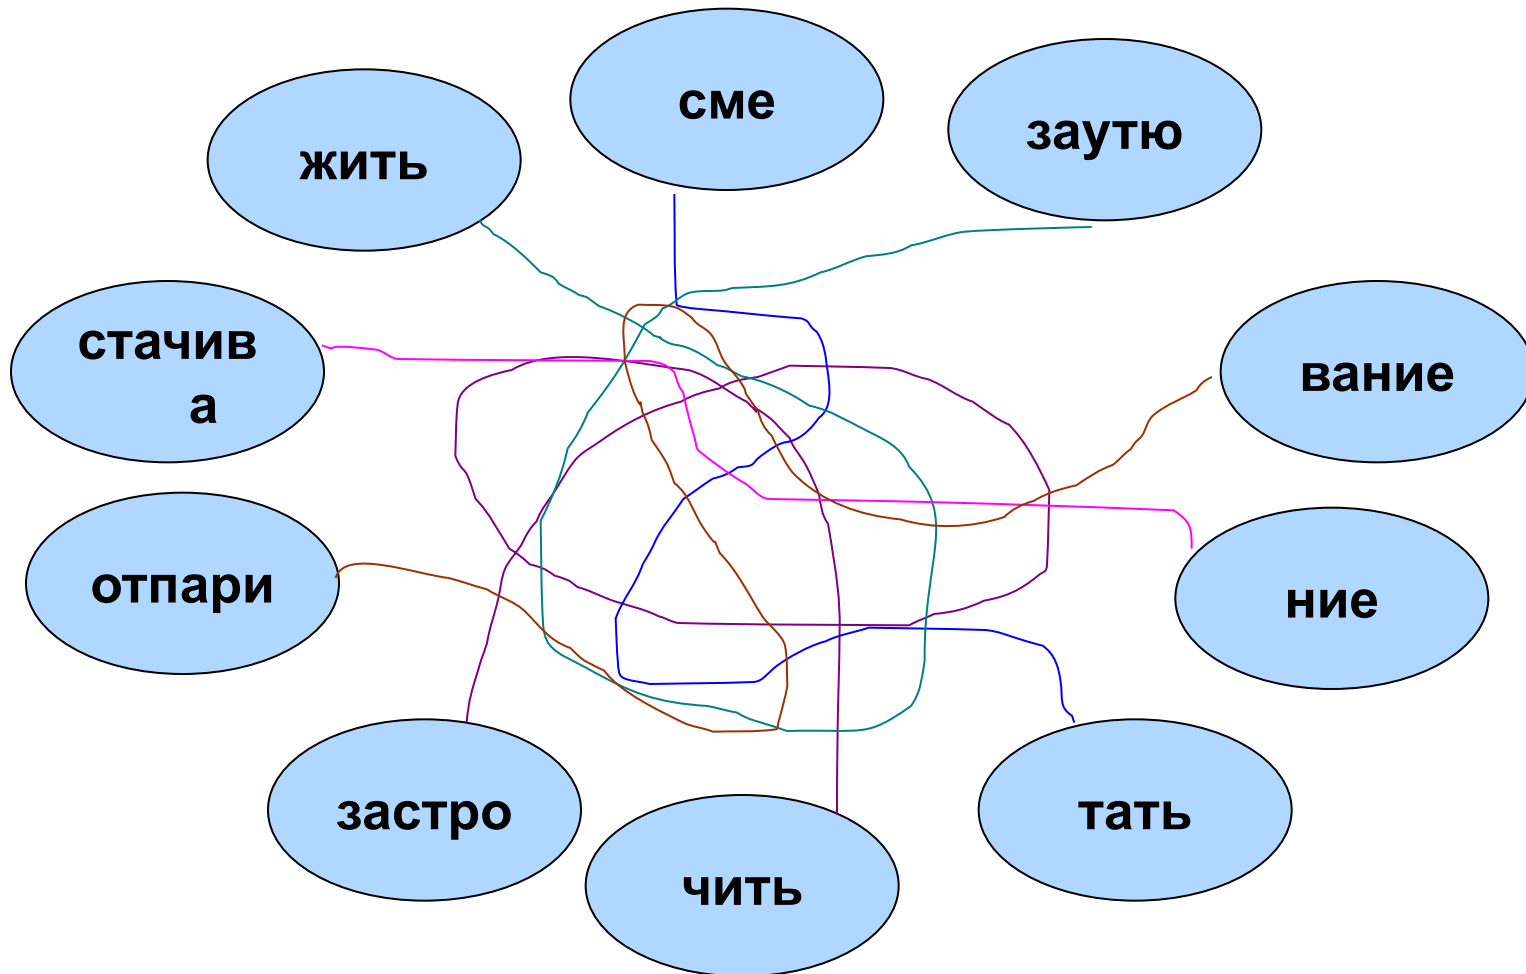 сме
заутю
жить
стачив
а
вание
отпари
ние
застро
тать
чить